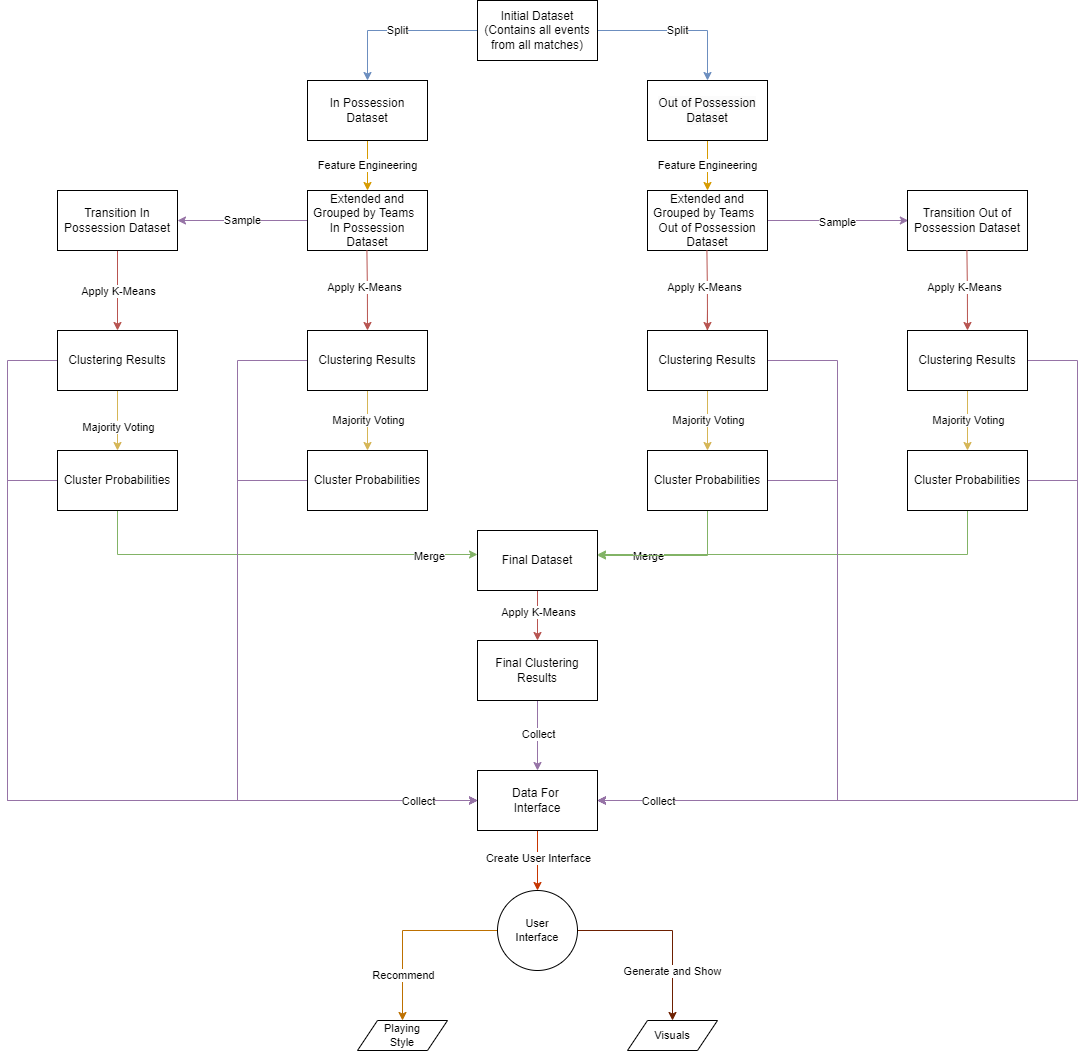 Initial Dataset
(Contains all events
from all matches)
Split
Split
In Possession
Dataset
Out of Possession
Dataset
Feature Engineering
Feature Engineering
Transition In
Possession Dataset
Sample
Extended and
Grouped by Teams
In Possession
Dataset
Extended and
Grouped by Teams
Out of Possession
Dataset
Sample
Transition Out of
Possession Dataset
Apply K-Means
Apply K-Means
Apply K-Means
Apply K-Means
Clustering Results
Clustering Results
Clustering Results
Clustering Results
Majority Voting
Majority Voting
Majority Voting
Majority Voting
Cluster Probabilities
Cluster Probabilities
Cluster Probabilities
Cluster Probabilities
Merge
Final Dataset
Merge
Apply K-Means
Final Clustering
Results
Collect
Collect
Data For
Interface
Collect
Create User Interface
User
Interface
Recommend
Generate and Show
Playing
Style
Visuals